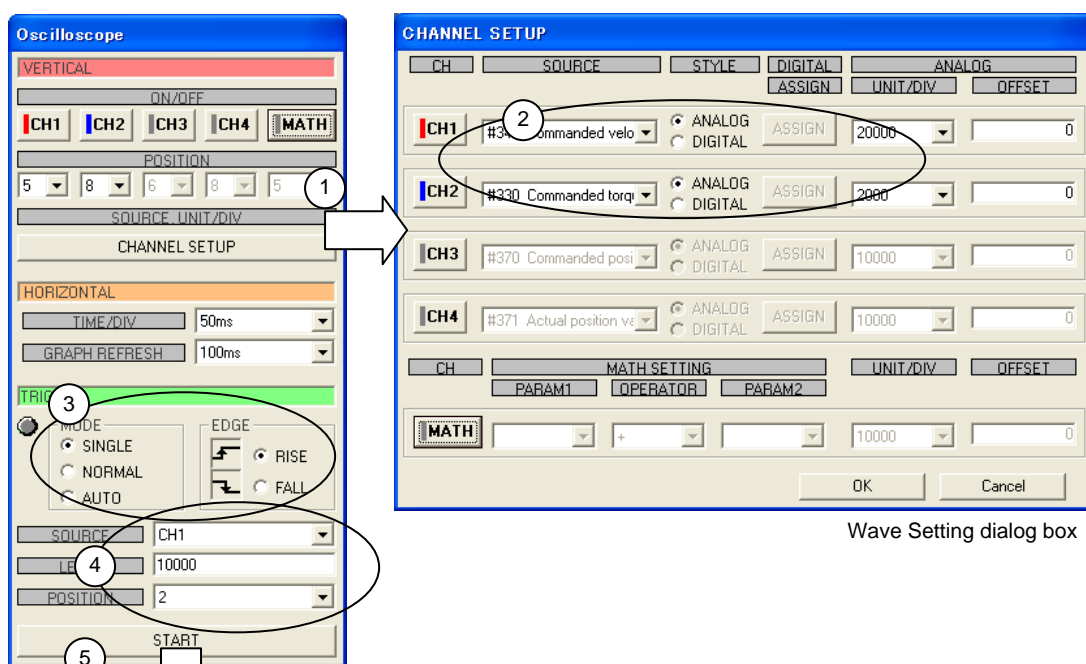 Oscilloscope
VERTICAL
ON/OFF
CH1 CH2 CH3 CH4 MATH
POSITION
5 8 6 8 5
1
SOURCE, UNIT/DIV
CHANNEL SETUP
HORIZONTAL
TIME/DIV 50ms
GRAPH REFRESH 100ms
3
MODE EDGE
SINGLE
NORMAL
AUTO
RISE
FALL
SOURCE CH1
4
10000
POSITION 2
START
5
CHANNEL SETUP
CH SOURCE STYLE DIGITAL ANALOG
ASSIGN UNIT/DIV OFFSET
2
CH1 Commanded velo ANALOG DIGITAL ASSIGN 20000 0
CH2 #330 Commanded torq ANALOG DIGITAL ASSIGN 2000 0
CH3 #370 Commanded posi ANALOG DIGITAL ASSIGN 10000 0
CH4 #371 Actual position va ANALOG DIGITAL ASSIGN 10000 0
CH MATH SETTING UNIT/DIV OFFSET
PARAM1 OPERATOR PARAM2
MATH + 10000 0
OK Cancel
Wave Setting dialog box